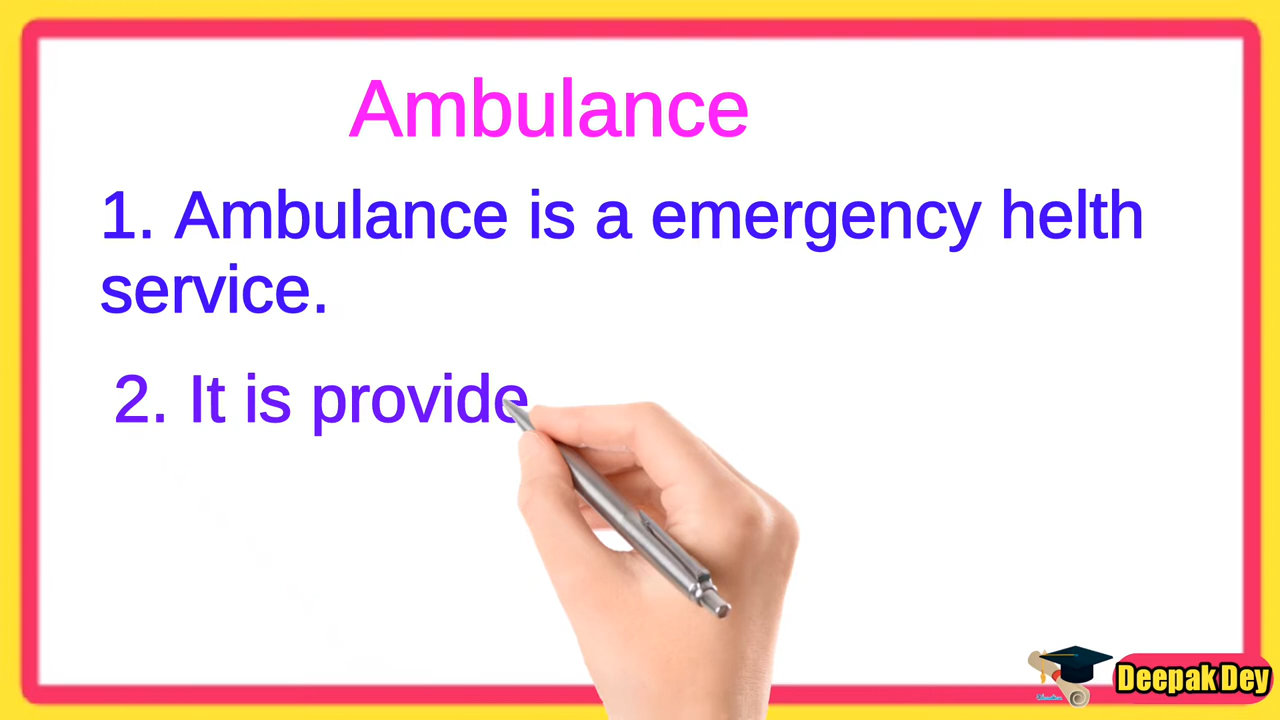 Ambulance
1. Ambulance is a emergency helth
service.
2. It is provide
Deepak Dey